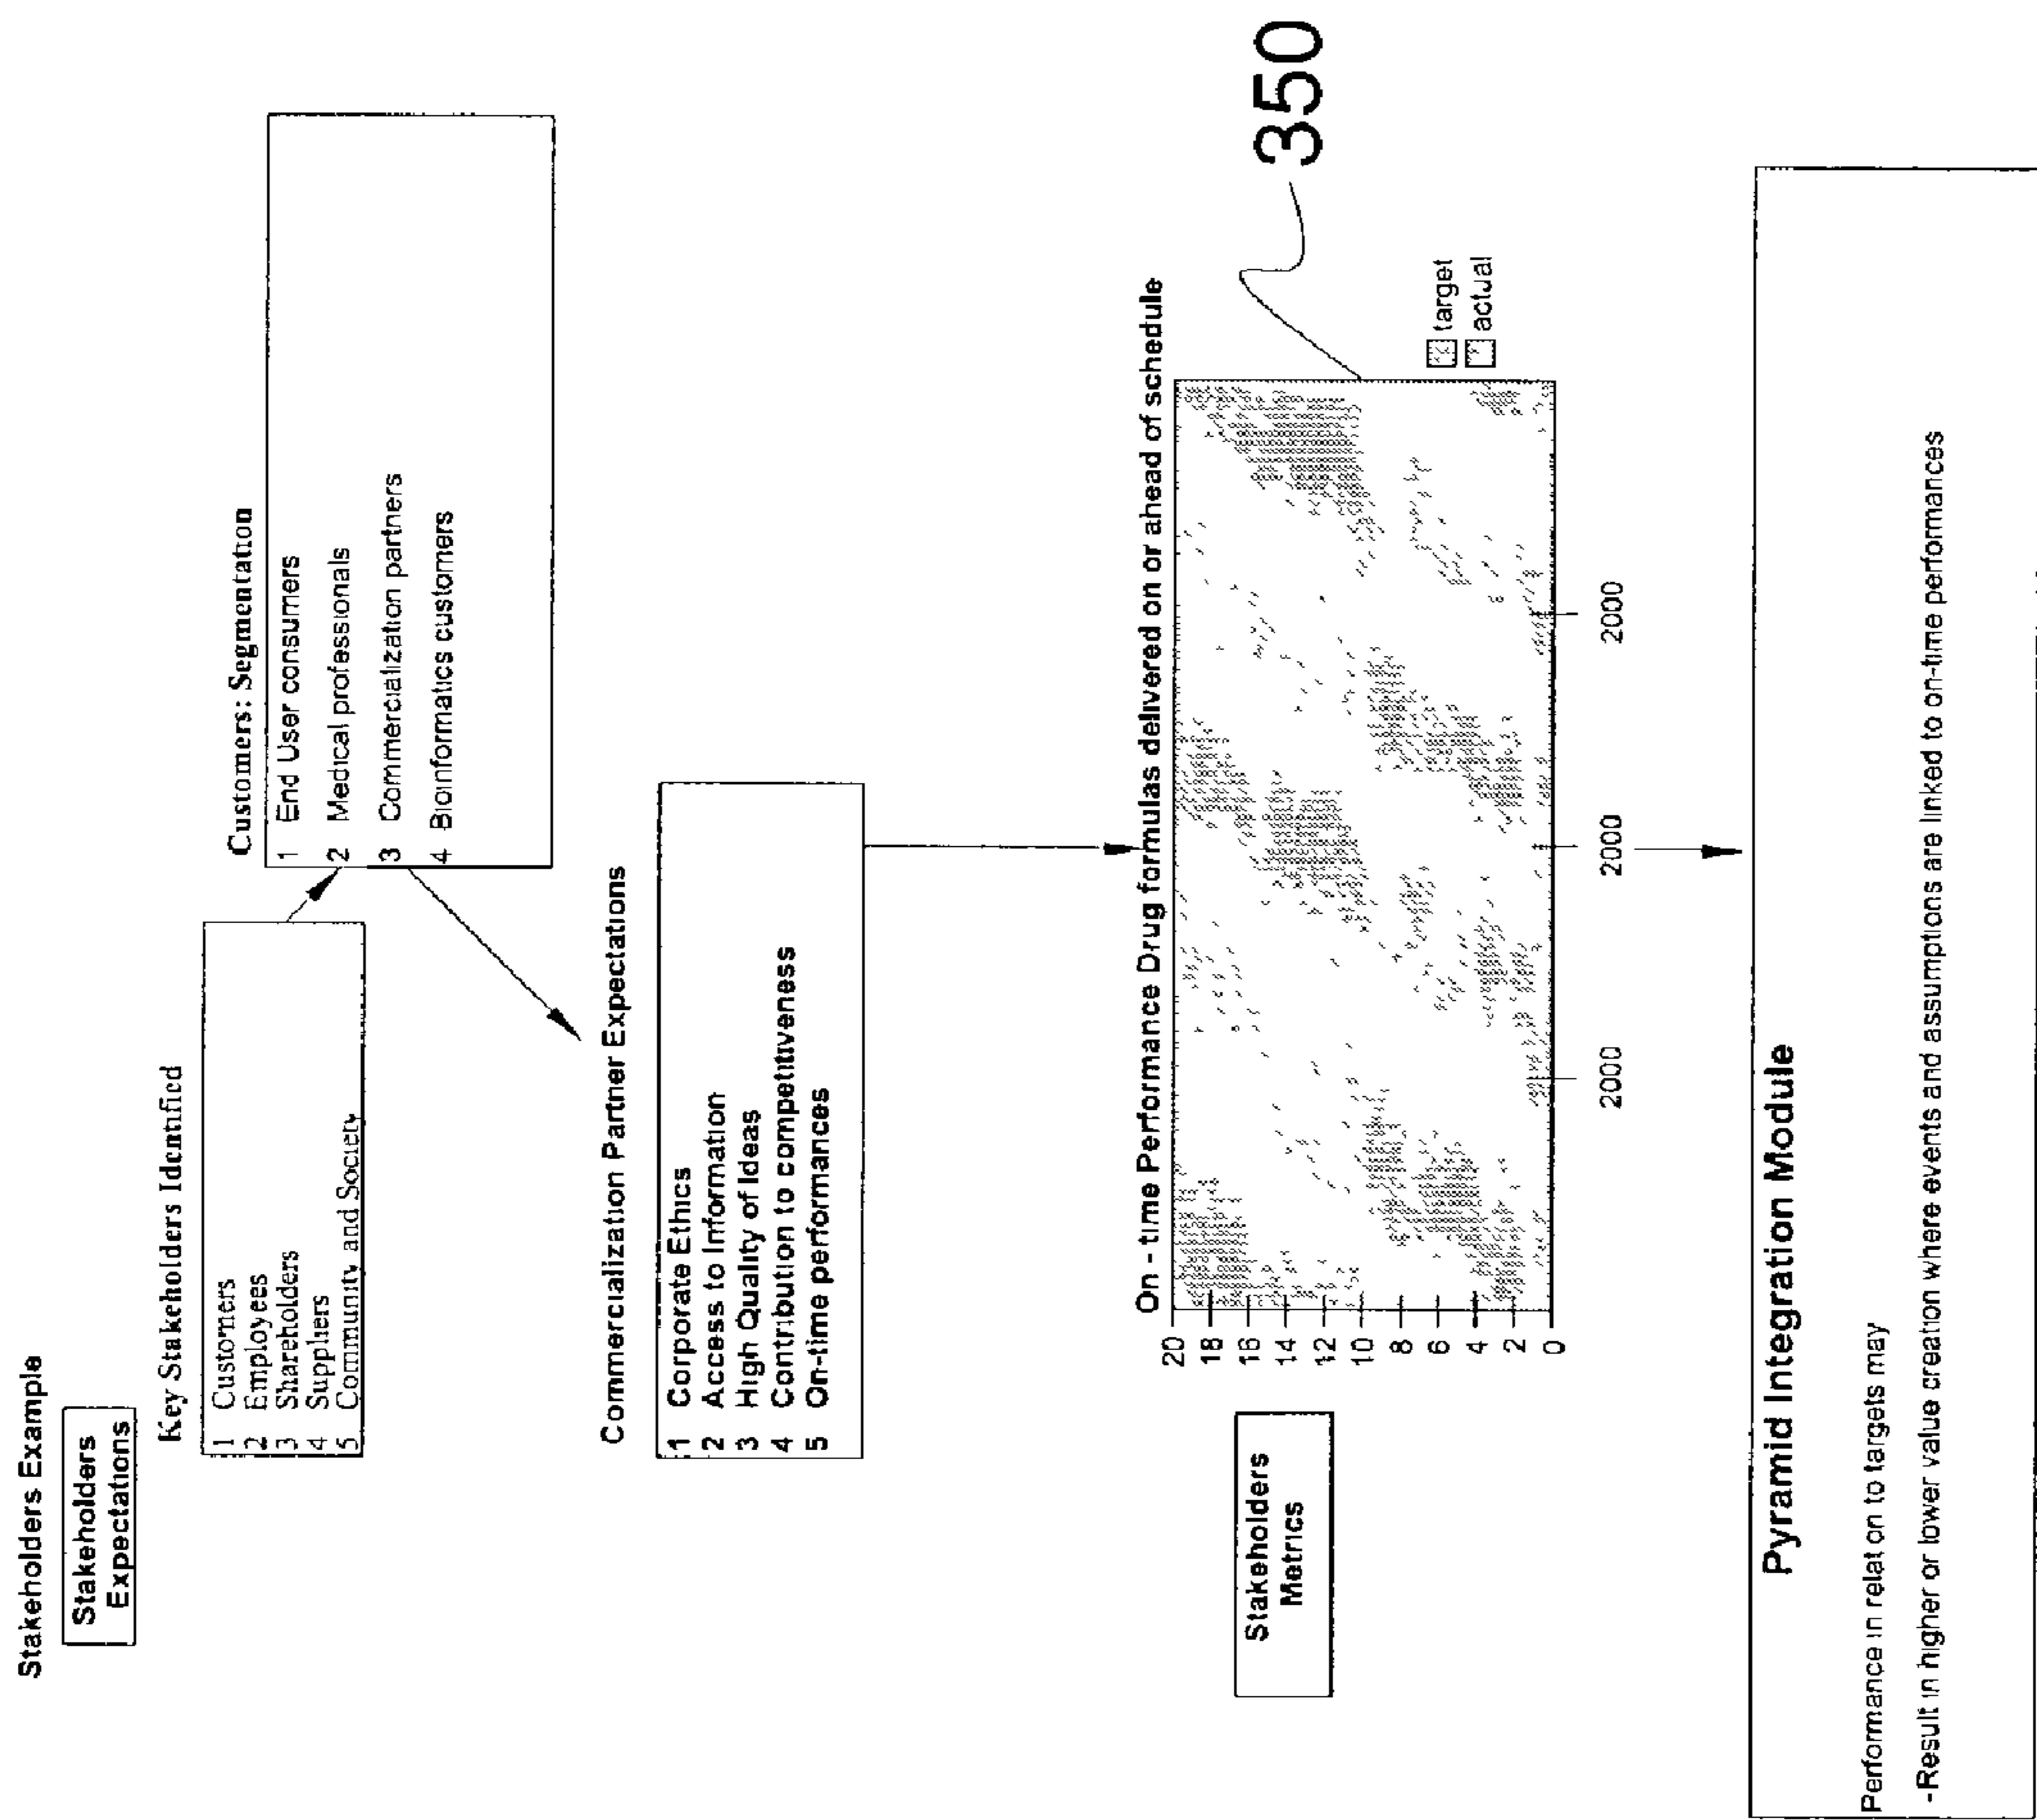 Stakeholders Example
Stakeholders
Expectations
Key Stakeholders Identified
1 Customers
2 Employees
3 Shareholders
4 Suppliers
5 Community and Society
Customers: Segmentation
1 End User consumers
2 Medical professionals
3 Commercialization partners
4 Bioinformatics customers
Commercialization Partner Expectations
1 Corporate Ethics
2 Access to Information
3 High Quality of Ideas
4 Contribution to competitiveness
5 On-time performances
Stakeholders
Metrics
On - time Performance Drug formulas delivered on or ahead of schedule
20
18
16
14
12
10
8
6
4
2
0
2000
2000
2000
target
actual
350
Pyramid Integration Module
Performance in relation to targets may
-Result in higher or lower value creation where events and assumptions are linked to on-time perfomances